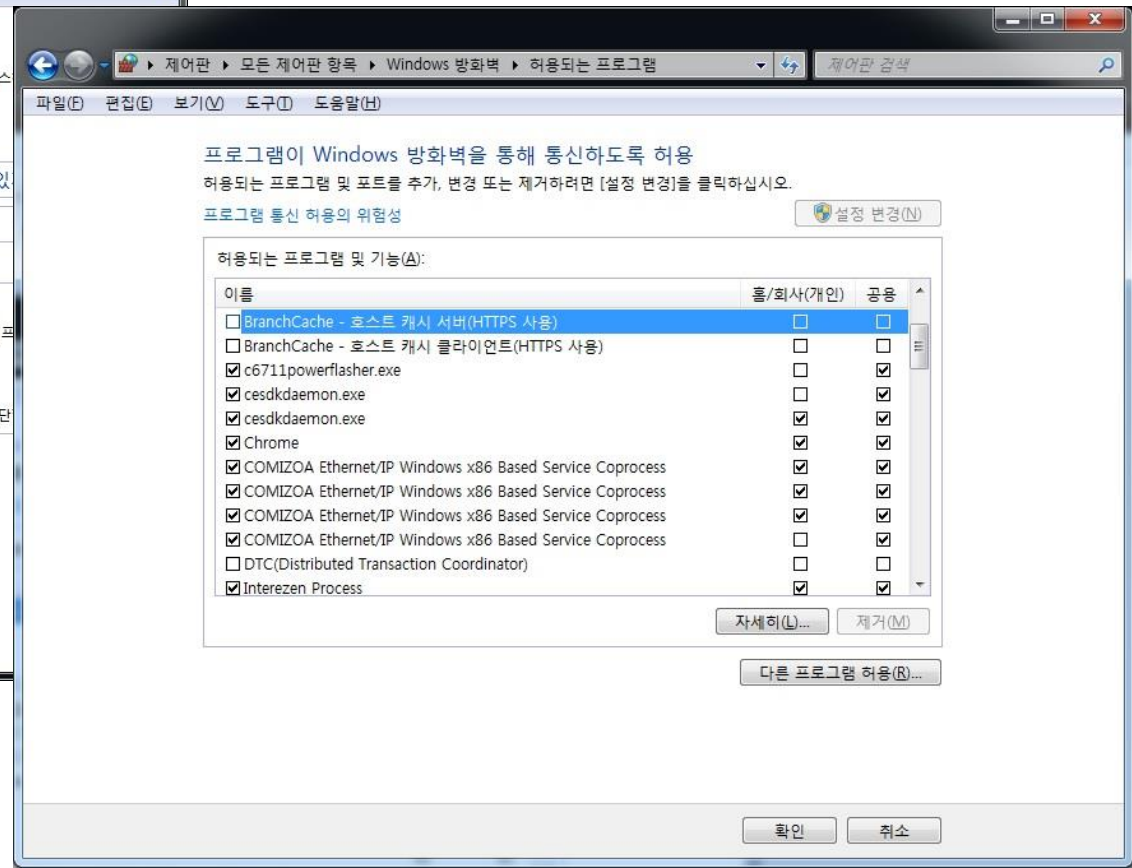 제어판 ▸ 모든 제어판 항목 ▸ Windows 방화벽 ▸ 허용되는 프로그램
제어판 검색
파일(F) 편집(E) 보기(V) 도구(T) 도움말(H)
프로그램이 Windows 방화벽을 통해 통신하도록 허용
허용되는 프로그램 및 포트를 추가, 변경 또는 제거하려면 [설정 변경]을 클릭하십시오.
프로그램 통신 허용의 위험성
설정 변경(N)
허용되는 프로그램 및 기능(A):
이름 홈/회사(개인) 공용
BranchCache - 호스트 캐시 서버(HTTPS 사용)
BranchCache - 호스트 캐시 클라이언트(HTTPS 사용)
c6711powerflasher.exe
cesdkdaemon.exe
cesdkdaemon.exe
Chrome
COMIZOA Ethernet/IP Windows x86 Based Service Coprocess
COMIZOA Ethernet/IP Windows x86 Based Service Coprocess
COMIZOA Ethernet/IP Windows x86 Based Service Coprocess
COMIZOA Ethernet/IP Windows x86 Based Service Coprocess
DTC(Distributed Transaction Coordinator)
Interezen Process
자세히(L)... 제거(M)
다른 프로그램 허용(R)...
확인 취소